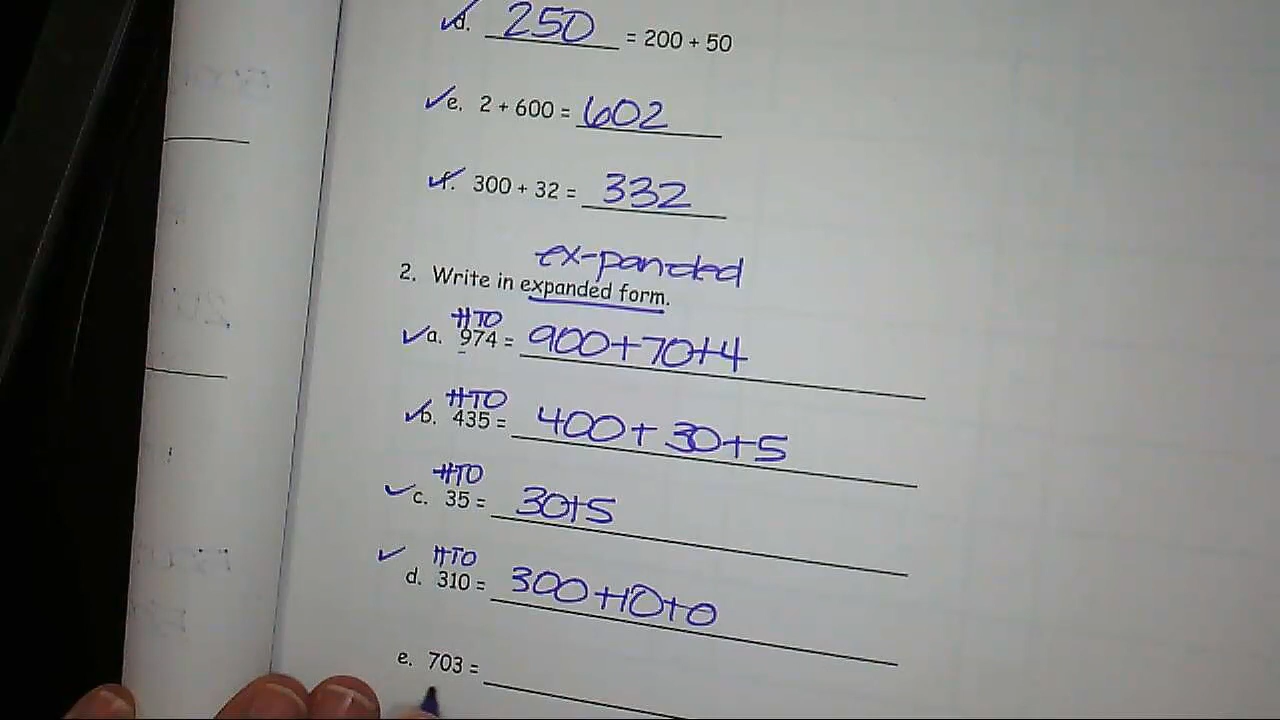 ✓d. 250 = 200 + 50
✓e. 2 + 600 = 602
✓f. 300 + 32 = 332
ex-panded
2. Write in expanded form.
HTO
✓a. 974 = 900+70+4
HTO
✓b. 435 = 400+ 30+5
HTO
✓c. 35 = 30+5
✓ HTO
d. 310 = 300+10+0
e. 703 =